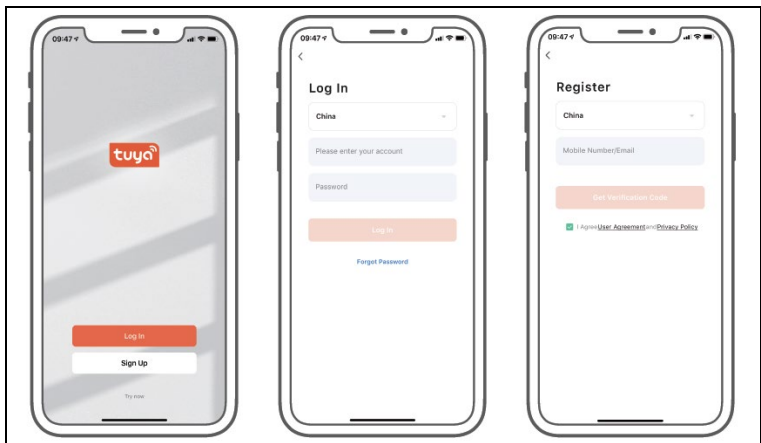 09:47
tuya
Log In
Sign Up
Try now
09:47
Log In
China
Please enter your account
Password
Log In
Forgot Password
09:47
Register
China
Mobile Number/Email
Get Verification Code
I Agree User Agreement and Privacy Policy